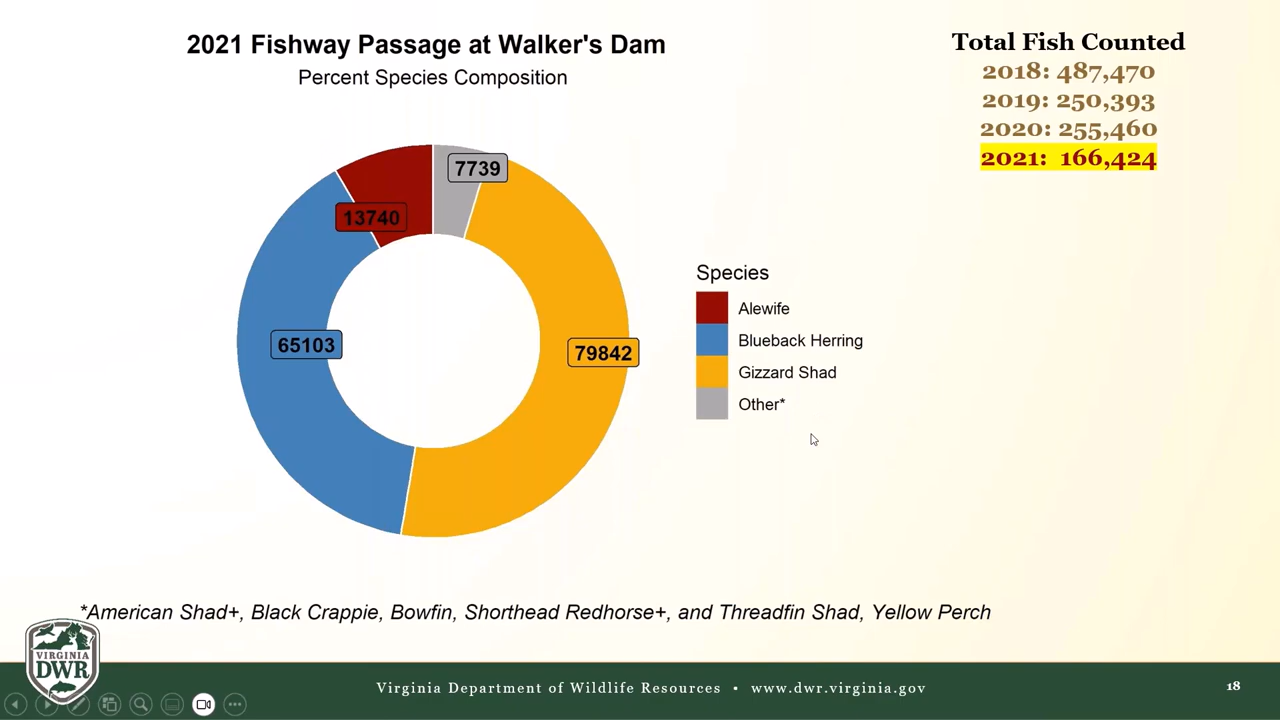 2021 Fishway Passage at Walker's Dam
Percent Species Composition
Total Fish Counted
2018: 487,470
2019: 250,393
2020: 255,460
2021: 166,424
7739
13740
65103
79842
Species
Alewife
Blueback Herring
Gizzard Shad
Other*
*American Shad+, Black Crappie, Bowfin, Shorthead Redhorse+, and Threadfin Shad, Yellow Perch
VIRGINIA
DWR
Virginia Department of Wildlife Resources • www.dwr.virginia.gov
18